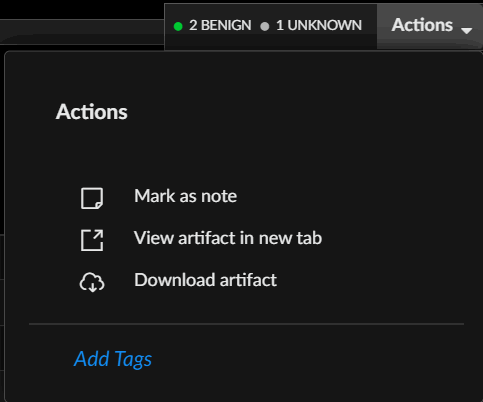 2 BENIGN 1 UNKNOWN Actions
Actions
Mark as note
View artifact in new tab
Download artifact
Add Tags